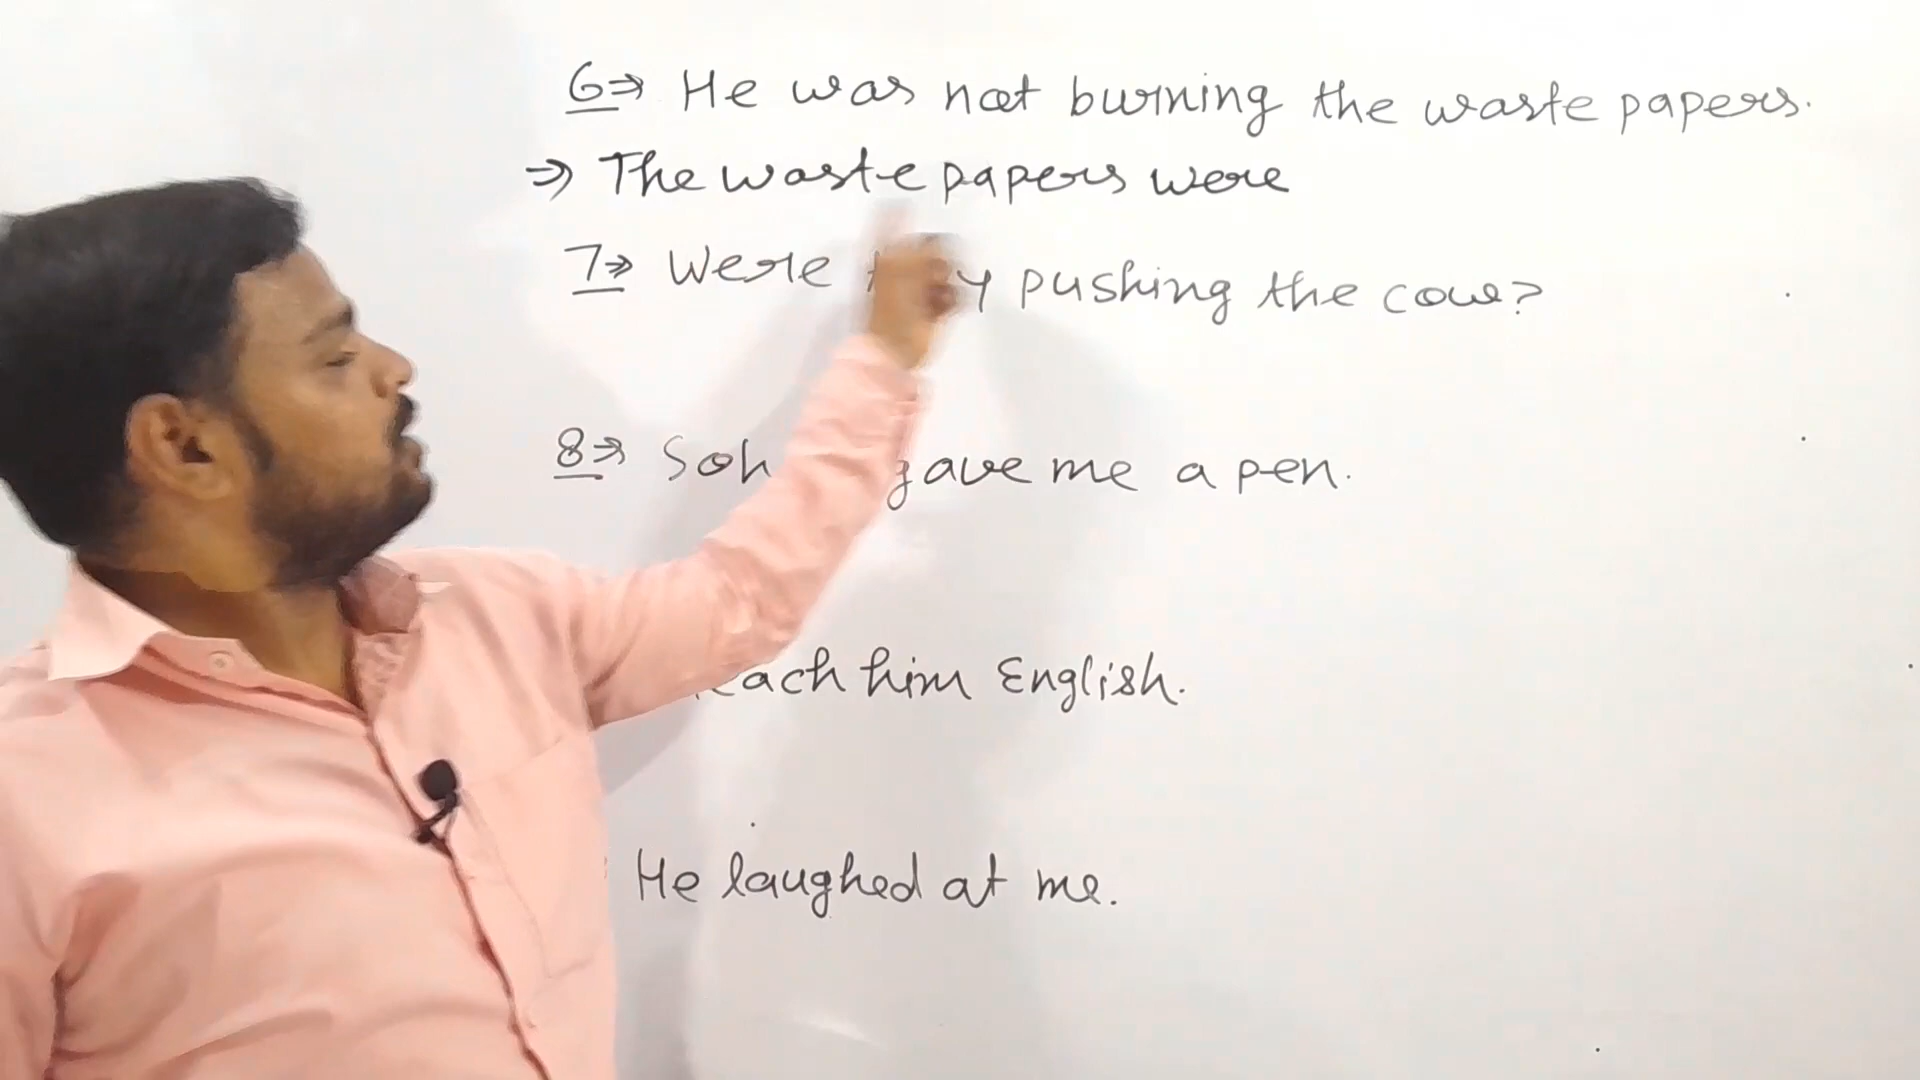 6⇒ He was not burning the waste papers.
⇒ The waste papers were
7⇒ Were they pushing the cow?
8⇒ Soh gave me a pen.
each him English.
He laughed at me.